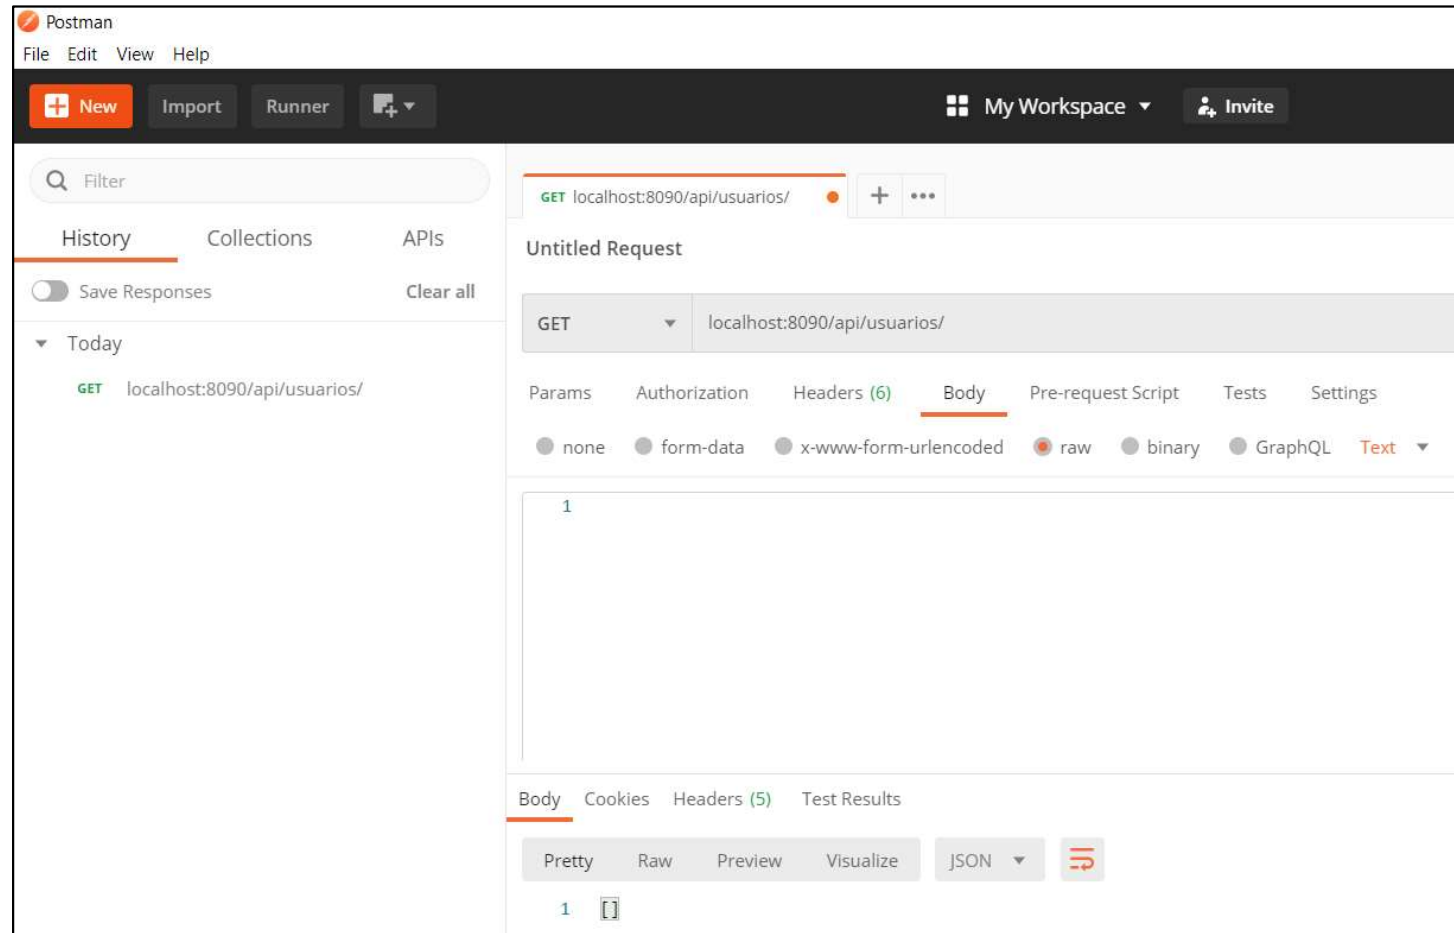 Postman
File Edit View Help
New Import Runner My Workspace Invite
Filter
History Collections APIs
Save Responses Clear all
Today
GET localhost:8090/api/usuarios/
GET localhost:8090/api/usuarios/
Untitled Request
GET localhost:8090/api/usuarios/
Params Authorization Headers (6) Body Pre-request Script Tests Settings
none form-data x-www-form-urlencoded raw binary GraphQL Text
1
Body Cookies Headers (5) Test Results
Pretty Raw Preview Visualize JSON
1 []